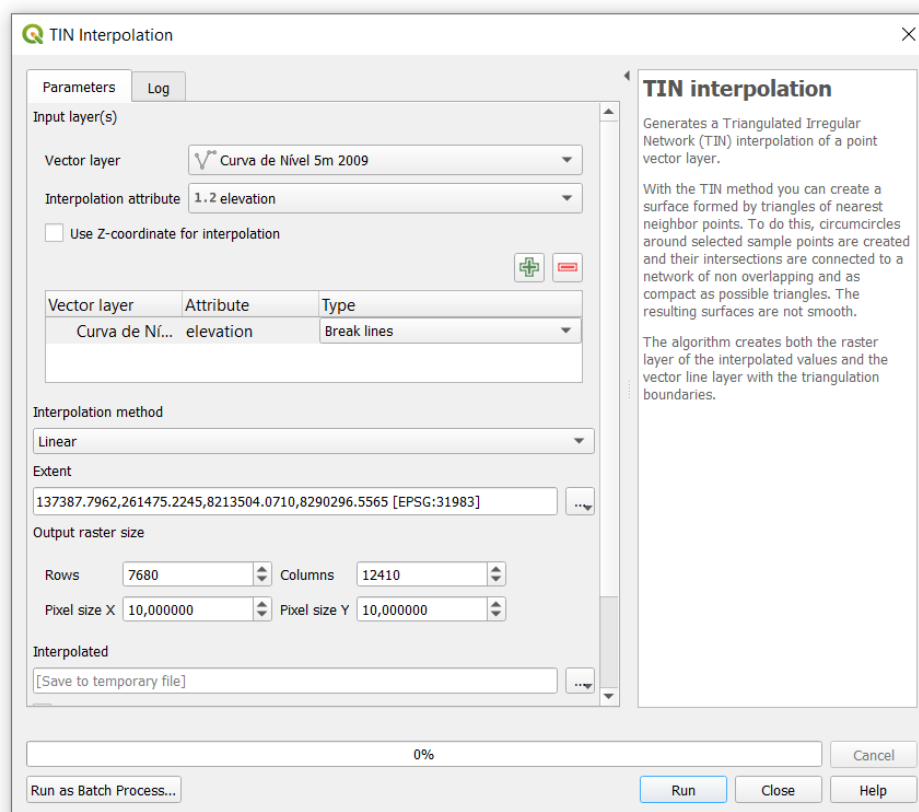 TIN Interpolation
Parameters
Log
Input layer(s)
Vector layer
Curva de Nível 5m 2009
Interpolation attribute
1.2 elevation
Use Z-coordinate for interpolation
Vector layer Attribute Type
Curva de Ní... elevation Break lines
Interpolation method
Linear
Extent
137387.7962,261475.2245,8213504.0710,8290296.5565 [EPSG:31983]
...
Output raster size
Rows 7680 Columns 12410
Pixel size X 10,000000 Pixel size Y 10,000000
Interpolated
[Save to temporary file]
...
TIN interpolation
Generates a Triangulated Irregular
Network (TIN) interpolation of a point
vector layer.
With the TIN method you can create a
surface formed by triangles of nearest
neighbor points. To do this, circumcircles
around selected sample points are created
and their intersections are connected to a
network of non overlapping and as
compact as possible triangles. The
resulting surfaces are not smooth.
The algorithm creates both the raster
layer of the interpolated values and the
vector line layer with the triangulation
boundaries.
0%
Cancel
Run as Batch Process...
Run
Close
Help